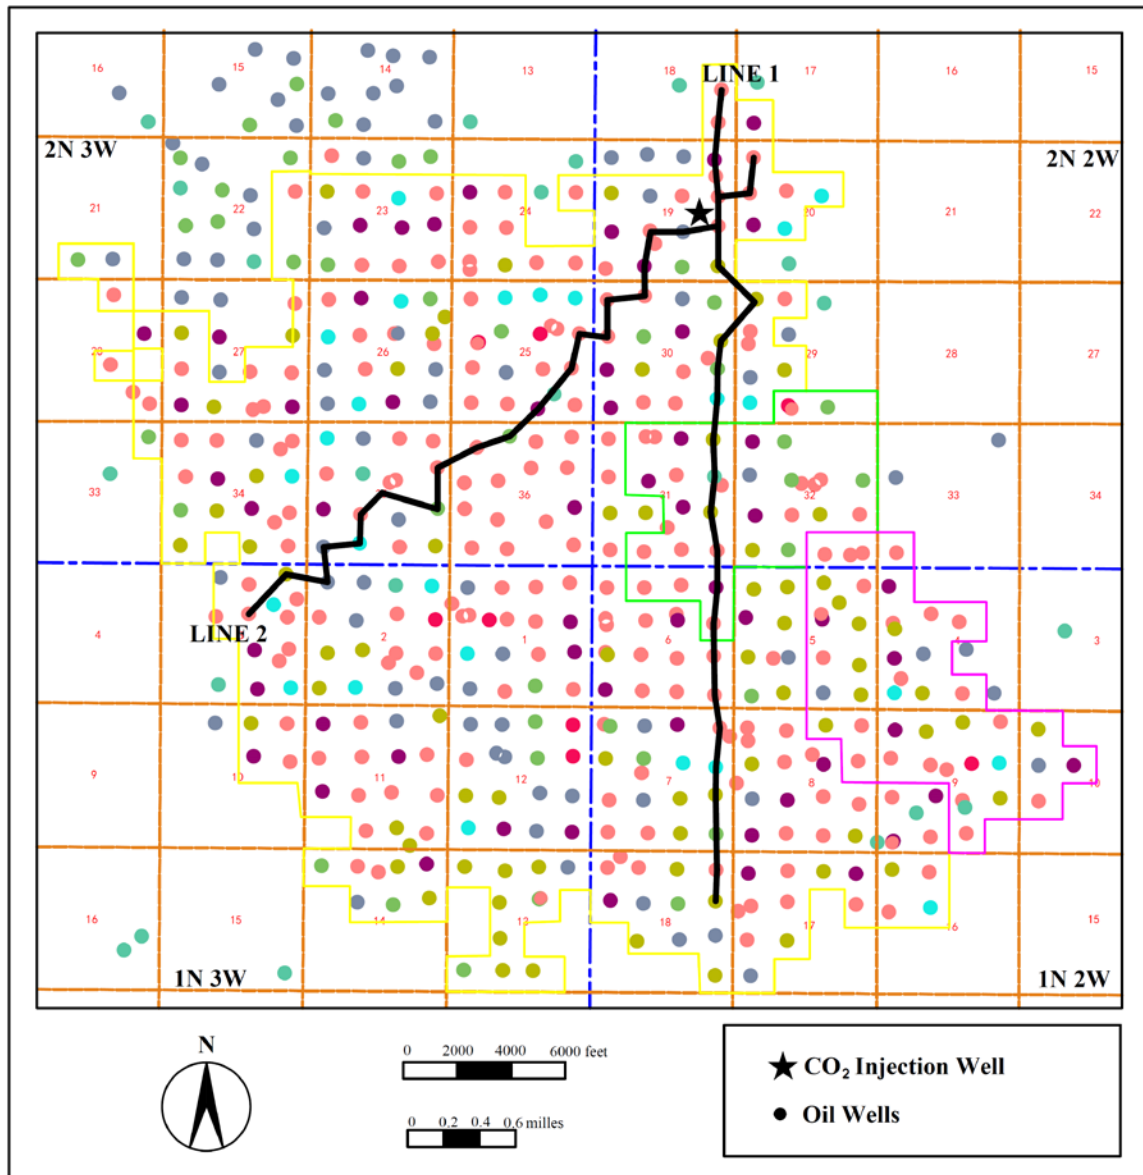 16 15 14 13 18 17 16 15
LINE 1
2N 3W 2N 2W
21 22 23 24 19 20 21 22
28 27 26 25 30 29 28 27
33 34 36 31 32 33 34
4 2 1 6 5 4 3
LINE 2
9 10 11 12 7 8 9 10
16 15 14 13 18 17 16 15
1N 3W 1N 2W
N
0 2000 4000 6000 feet
0 0,2 0,4 0,6 milles
CO₂ Injection Well
Oil Wells